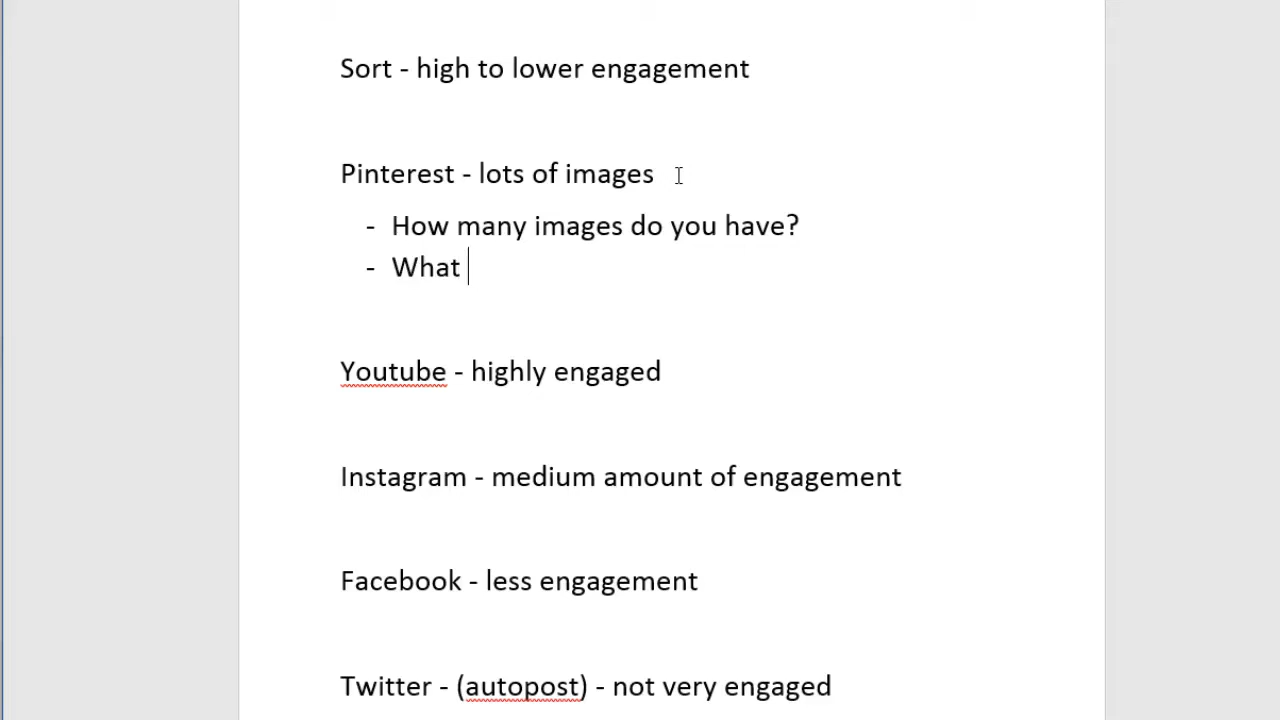 Sort - high to lower engagement
Pinterest - lots of images
- How many images do you have?
- What
Youtube - highly engaged
Instagram - medium amount of engagement
Facebook - less engagement
Twitter - (autopost) - not very engaged